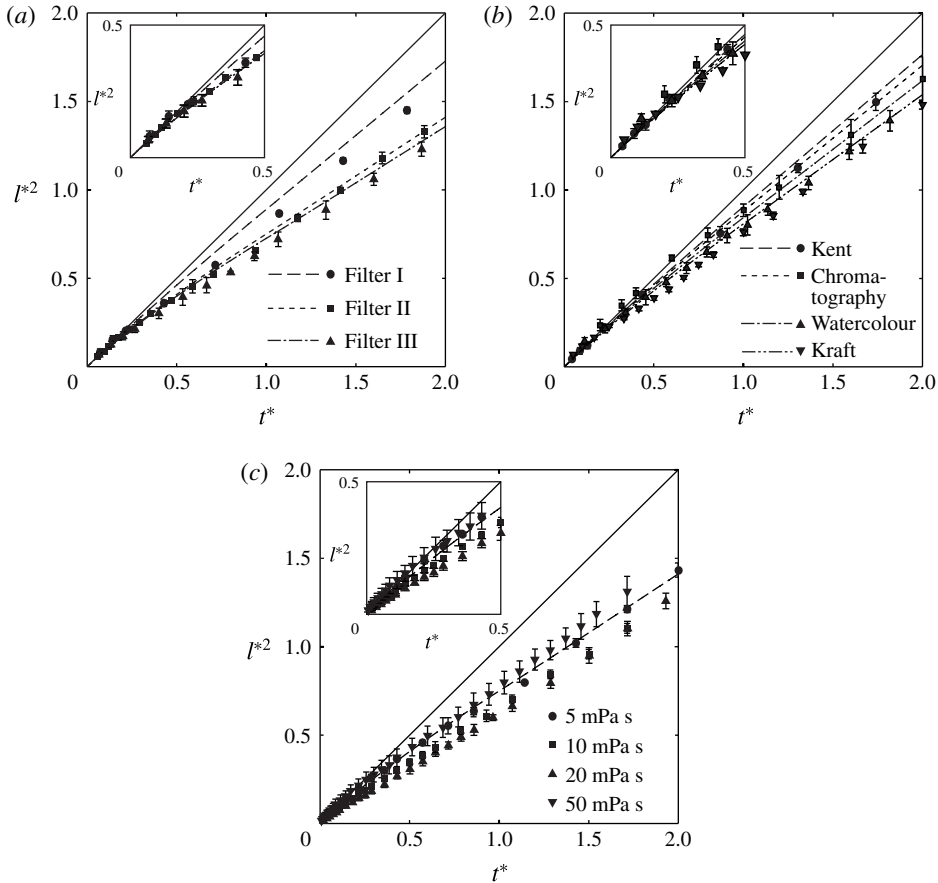 (a)
2.0
1.5
1.0
0.5
0
l*2
0.5
l*2
0
t*
0.5
Filter I
Filter II
Filter III
0.5
1.0
1.5
2.0
t*
(b)
2.0
1.5
1.0
0.5
0
0.5
l*2
0
t*
0.5
Kent
Chroma-
tography
Watercolour
Kraft
0.5
1.0
1.5
2.0
t*
(c)
2.0
1.5
1.0
0.5
0
l*2
0.5
l*2
0
t*
0.5
5 mPa s
10 mPa s
20 mPa s
50 mPa s
0.5
1.0
1.5
2.0
t*